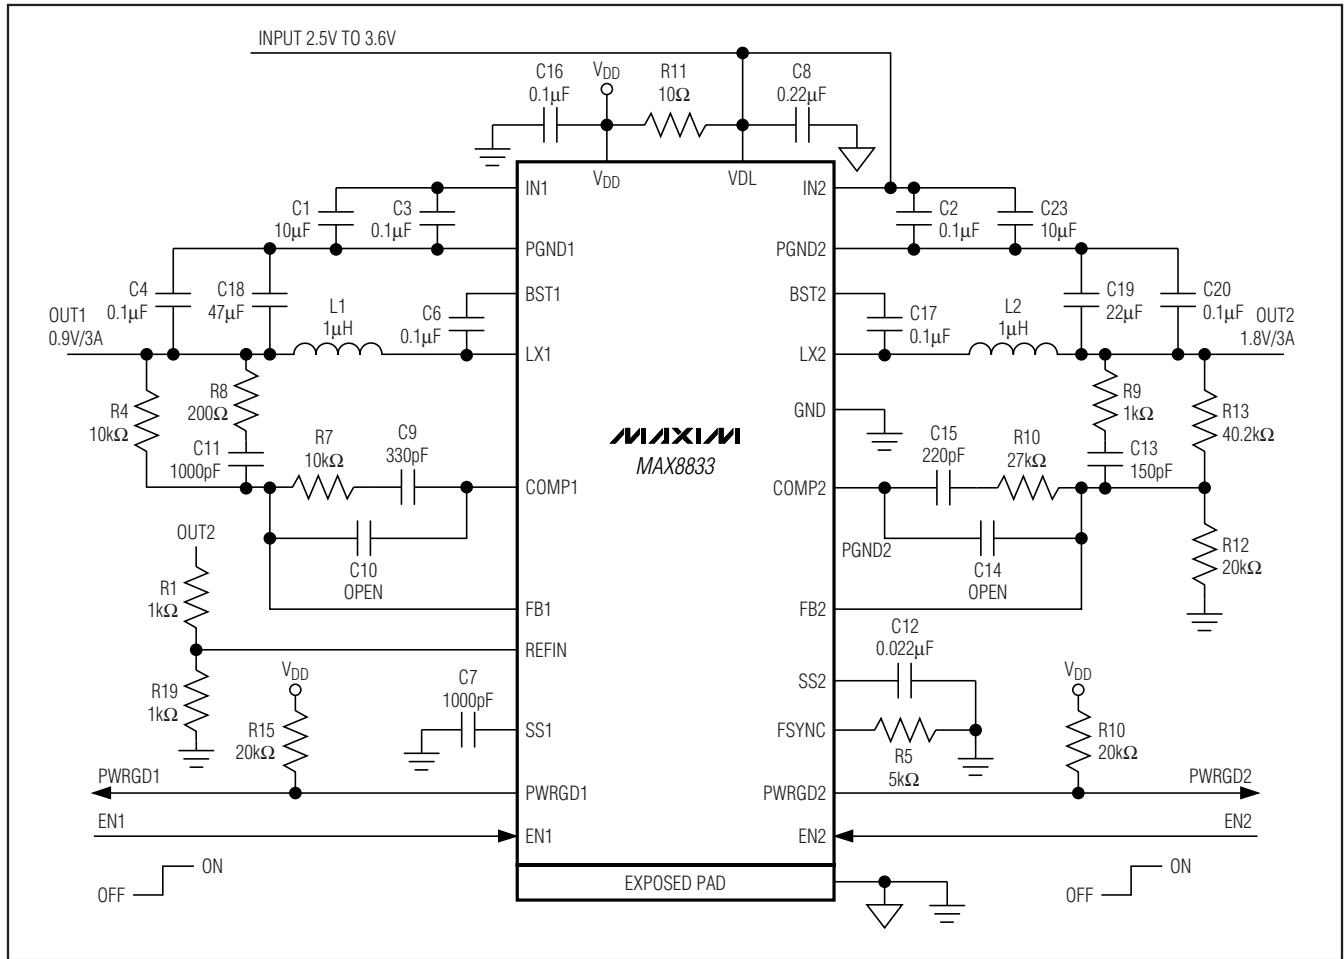 INPUT 2.5V TO 3.6V
C16
0.1μF
VDD
R11
10Ω
C8
0.22μF
VDD
VDL
IN1
IN2
C1
10μF
C3
0.1μF
C2
0.1μF
C23
10μF
PGND1
PGND2
C4
0.1μF
C18
47μF
L1
1μH
BST1
C6
0.1μF
BST2
C17
0.1μF
L2
1μH
C19
22μF
C20
0.1μF
OUT1
0.9V/3A
OUT2
1.8V/3A
LX1
LX2
R4
10kΩ
R8
200Ω
C11
1000pF
R7
10kΩ
C9
330pF
MAXIM
MAX8833
GND
C15
220pF
R10
27kΩ
R9
1kΩ
C13
150pF
R13
40.2kΩ
COMP1
COMP2
OUT2
C10
OPEN
PGND2
C14
OPEN
R12
20kΩ
R1
1kΩ
FB1
FB2
REFIN
C12
0.022μF
R19
1kΩ
VDD
R15
20kΩ
C7
1000pF
SS1
SS2
FSYNC
R5
5kΩ
VDD
R10
20kΩ
PWRGD1
PWRGD1
PWRGD2
PWRGD2
EN1
EN1
EN2
EN2
OFF
ON
EXPOSED PAD
OFF
ON